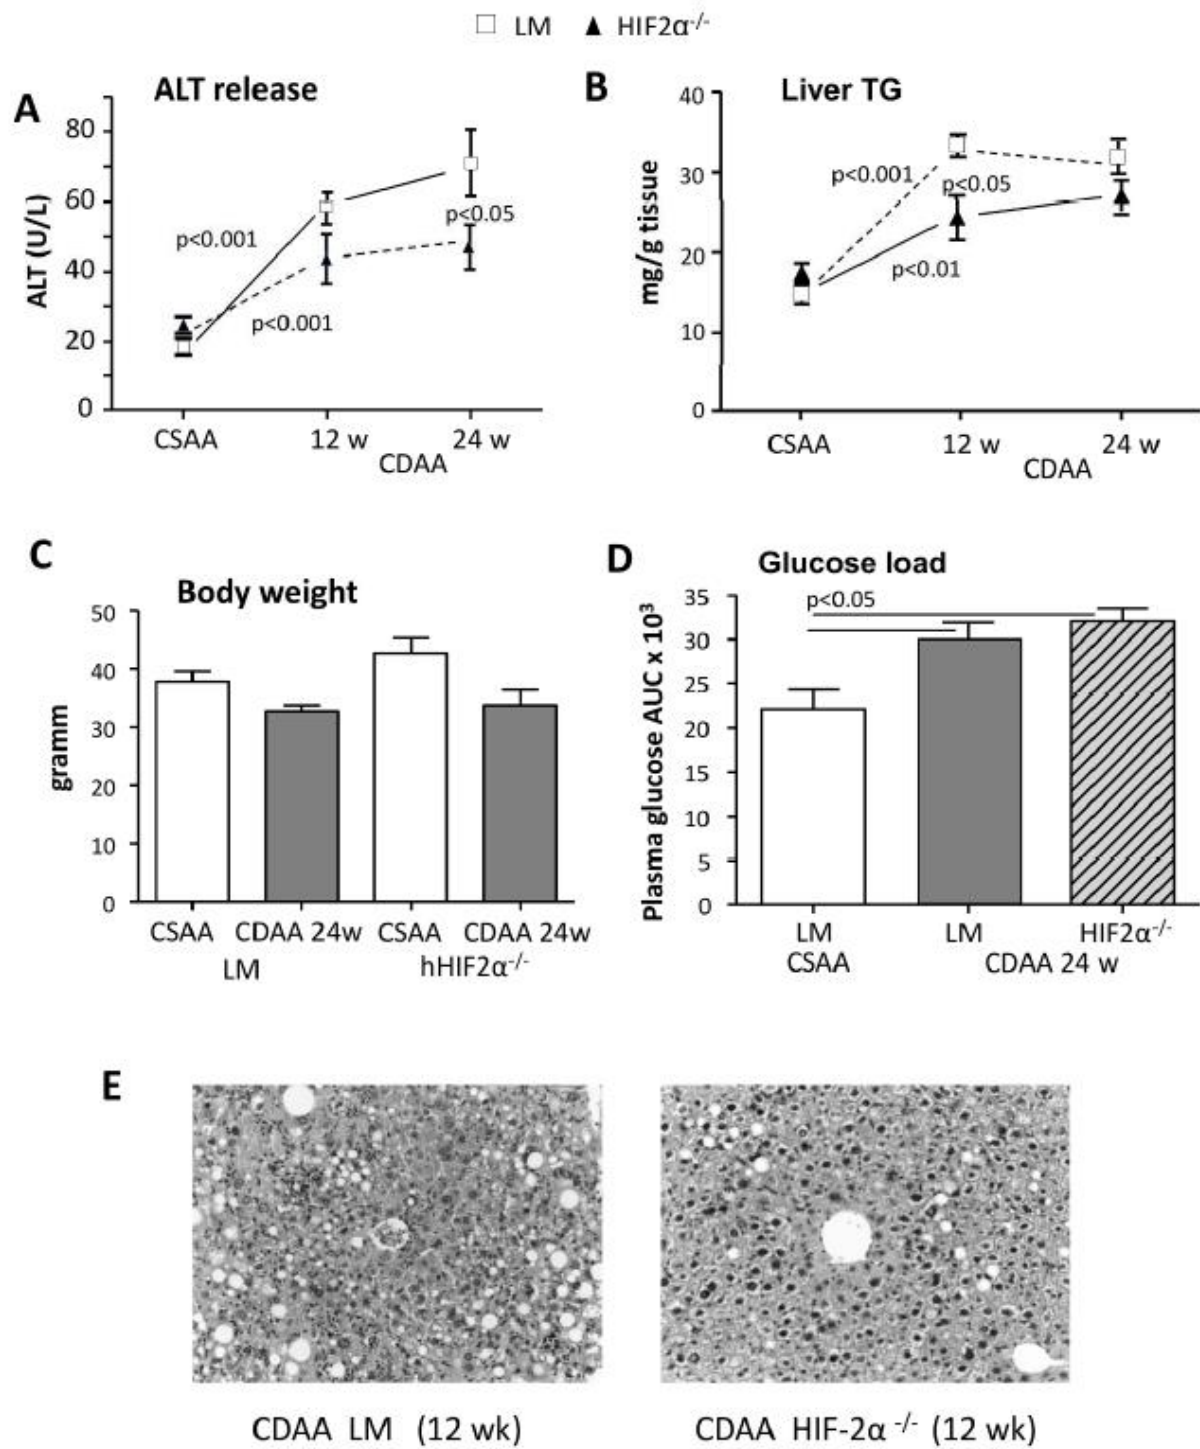 LM HIF2α⁻/⁻
A ALT release
ALT (U/L)
80
60
40
20
0
p<0.001
p<0.05
p<0.001
CSAA 12 w 24 w
CDAA
B Liver TG
mg/g tissue
40
30
20
10
0
p<0.001
p<0.05
p<0.01
CSAA 12 w 24 w
CDAA
C
Body weight
gramm
50
40
30
20
10
0
CSAA CDAA 24w CSAA CDAA 24w
LM hHIF2α⁻/⁻
D Glucose load
Plasma glucose AUC x 10³
p<0.05
35
30
25
20
15
10
5
0
LM LM HIF2α⁻/⁻
CSAA CDAA 24 w
E
CDAA LM (12 wk) CDAA HIF-2α ⁻/⁻ (12 wk)